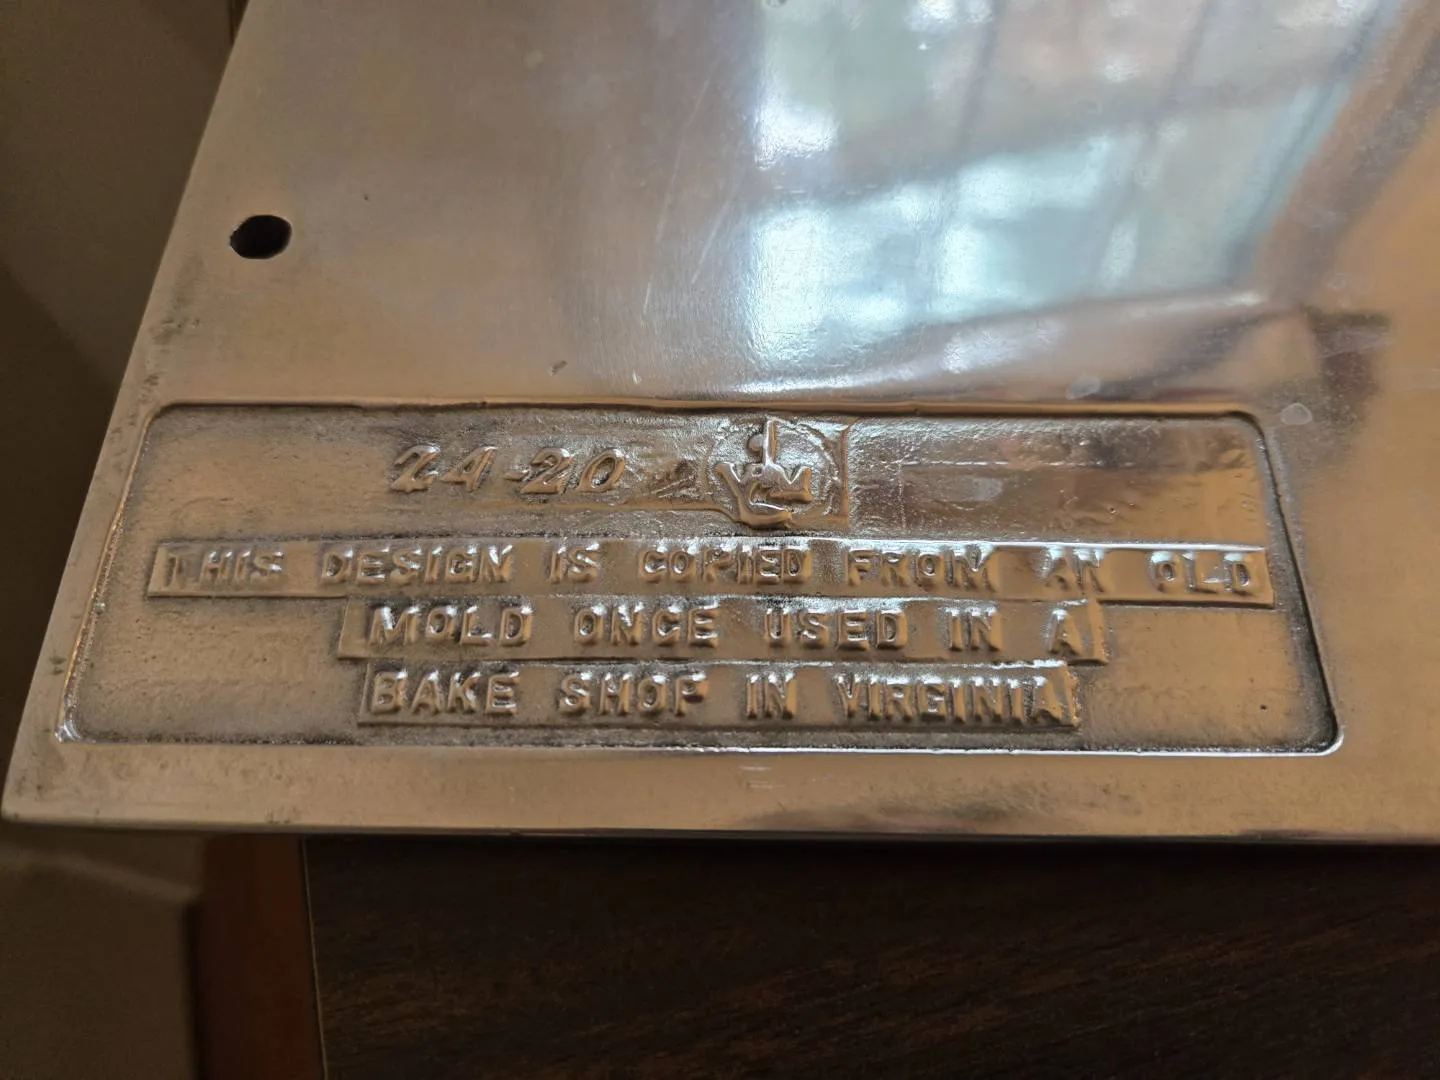 24-20
THIS DESIGN IS COPIED FROM AN OLD
MOLD ONCE USED IN A
BAKE SHOP IN VIRGINIA